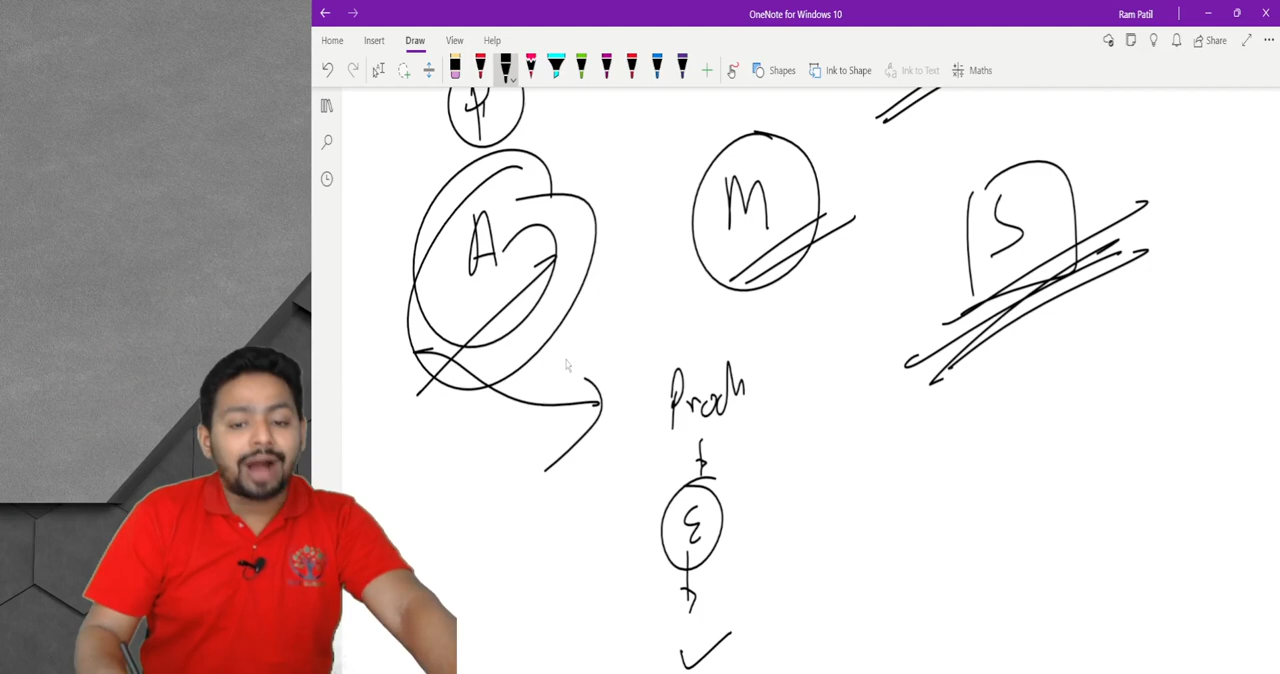 OneNote for Windows 10
Ram Patil
Home Insert Draw View Help
Share
Shapes Ink to Shape Ink to Text Maths
A
M
S